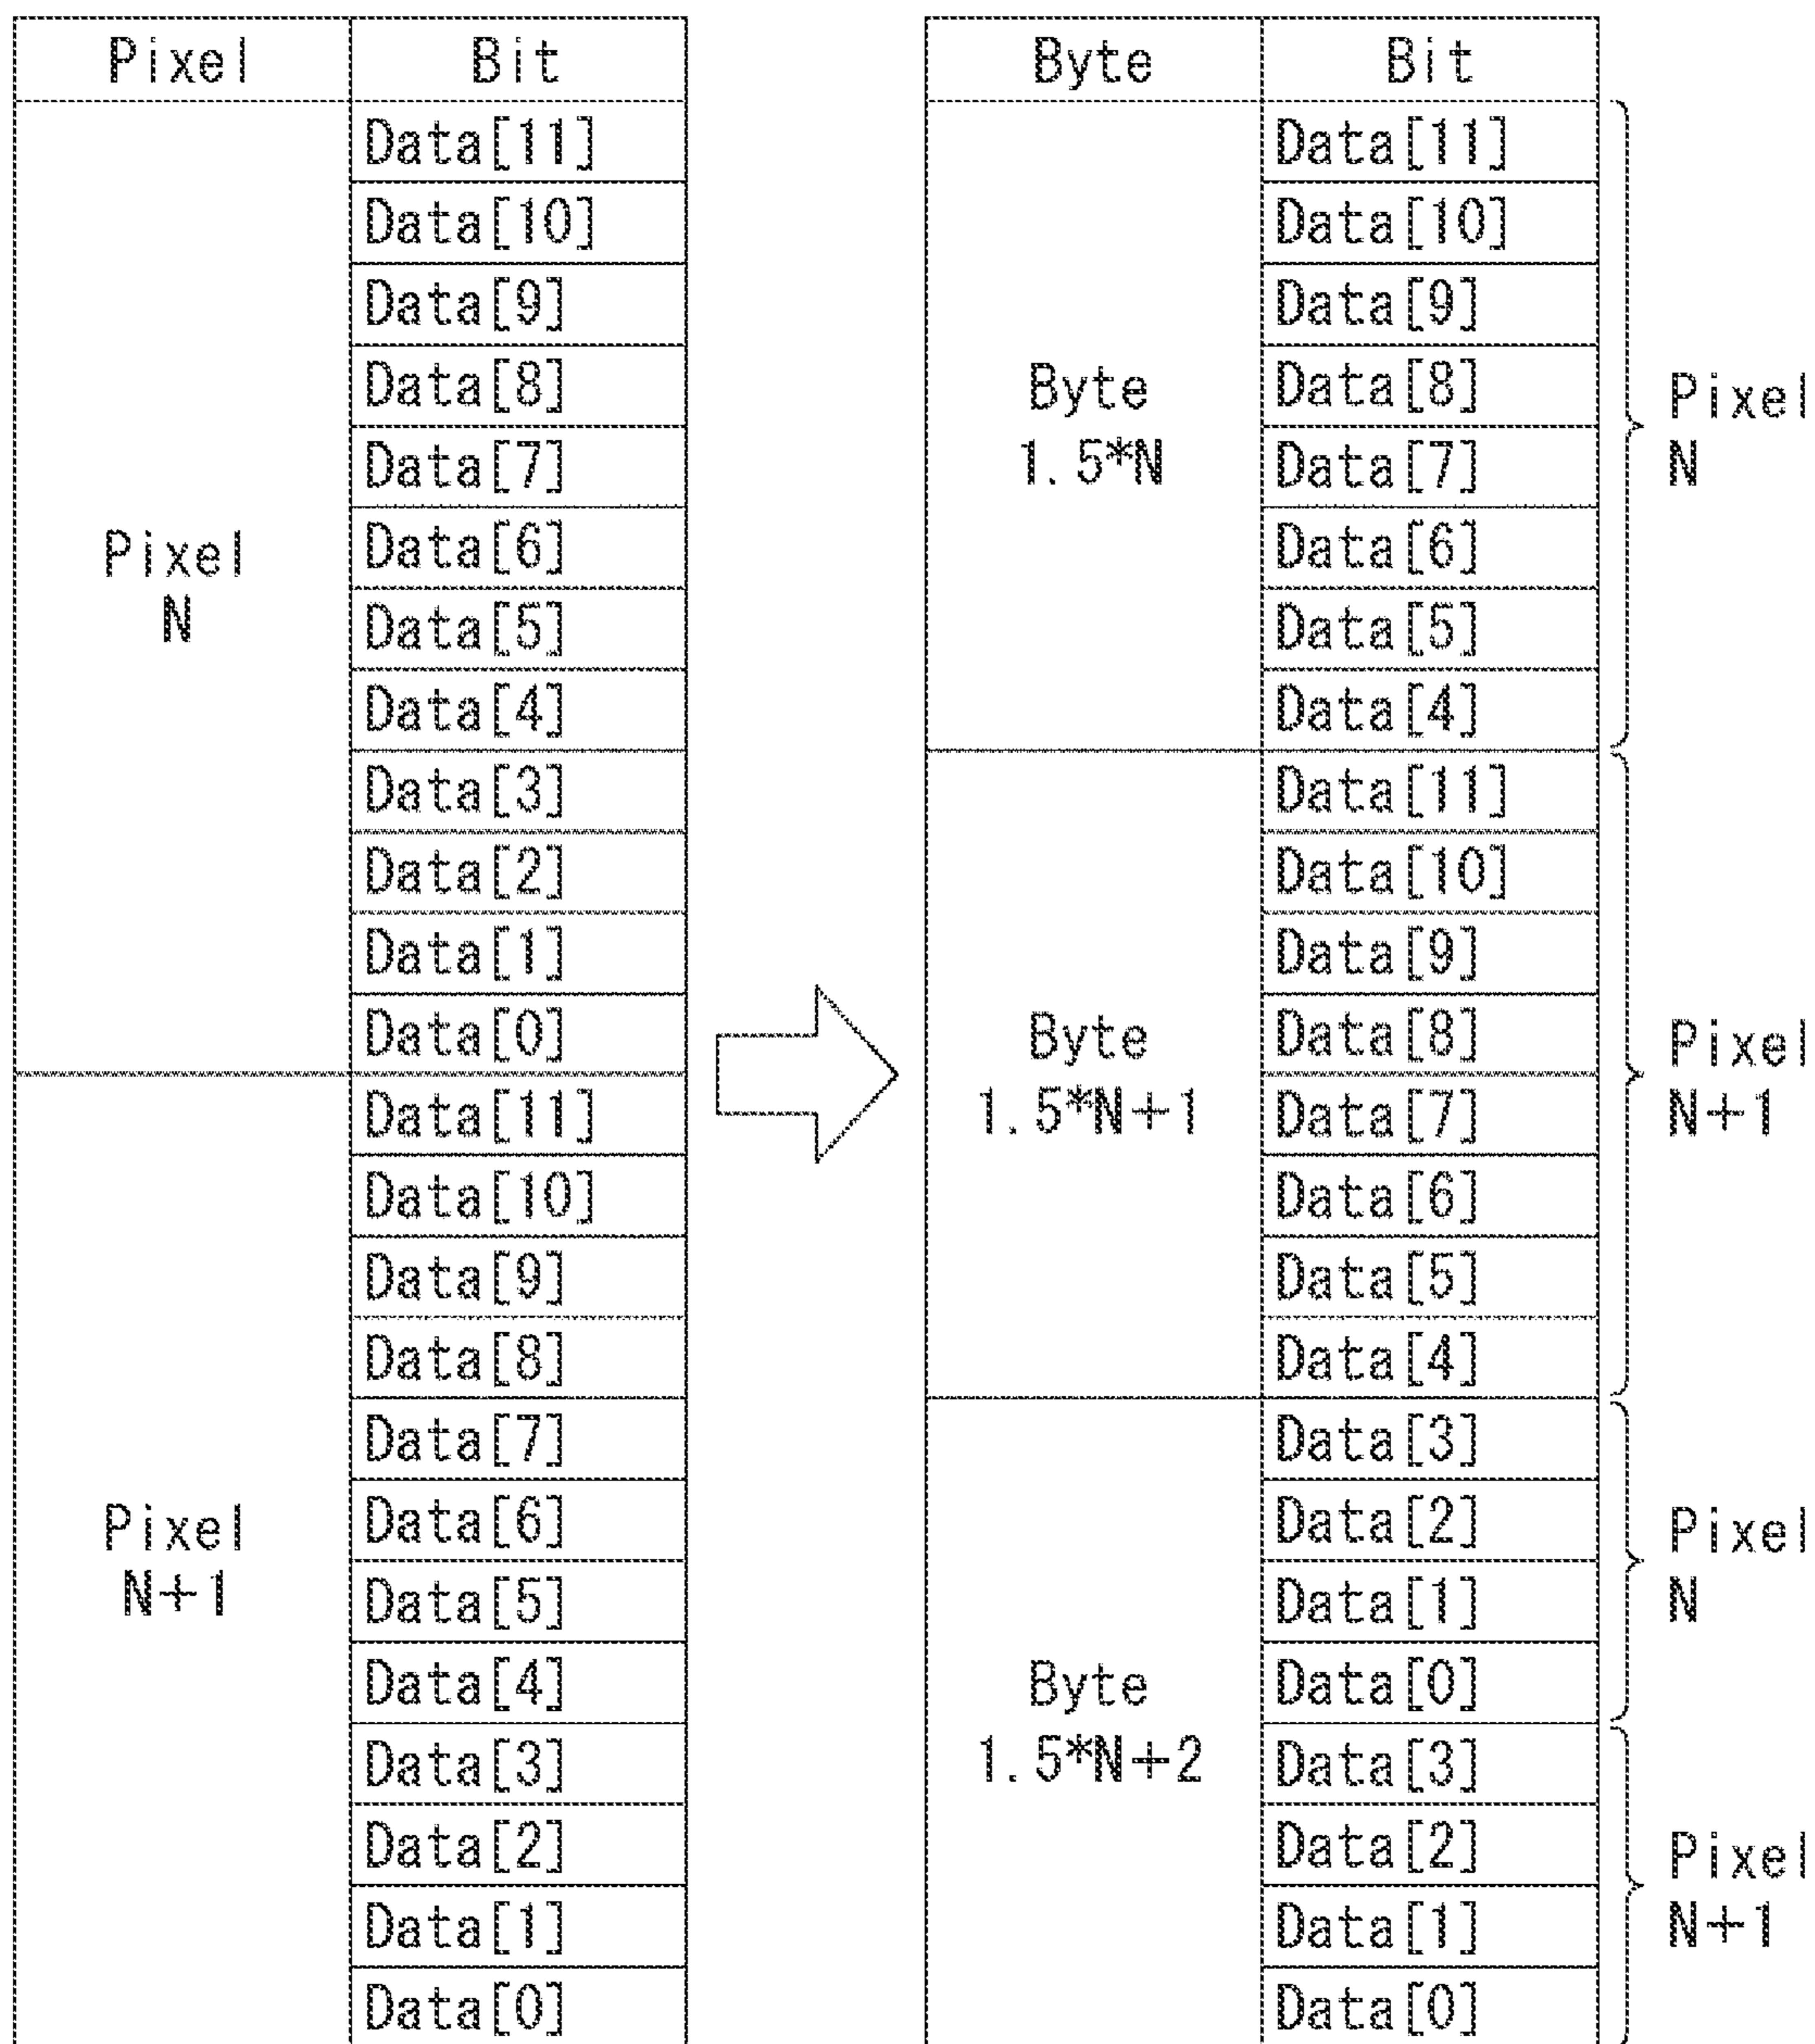 Pixel Bit
Data[11]
Data[10]
Data[9]
Data[8]
Data[7]
Data[6]
Data[5]
Data[4]
Data[3]
Data[2]
Data[1]
Data[0]
Pixel
N
Data[11]
Data[10]
Data[9]
Data[8]
Data[7]
Data[6]
Data[5]
Data[4]
Data[3]
Data[2]
Data[1]
Data[0]
Pixel
N+1
Byte Bit
Byte
1.5*N
Data[11]
Data[10]
Data[9]
Data[8]
Data[7]
Data[6]
Data[5]
Data[4]
Pixel
N
Byte
1.5*N+1
Data[11]
Data[10]
Data[9]
Data[8]
Data[7]
Data[6]
Data[5]
Data[4]
Pixel
N+1
Byte
1.5*N+2
Data[3]
Data[2]
Data[1]
Data[0]
Pixel
N
Data[3]
Data[2]
Data[1]
Data[0]
Pixel
N+1